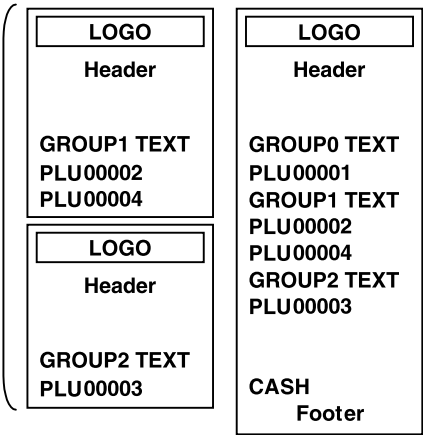 LOGO
Header
GROUP1 TEXT
PLU00002
PLU00004
LOGO
Header
GROUP2 TEXT
PLU00003
LOGO
Header
GROUP0 TEXT
PLU00001
GROUP1 TEXT
PLU00002
PLU00004
GROUP2 TEXT
PLU00003
CASH
Footer